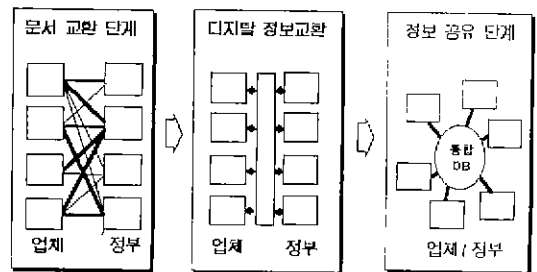 문서 교환 단계
업체 정부
디지탈 정보교환
업체 정부
정보 공유 단계
통합
DB
업체 / 정부